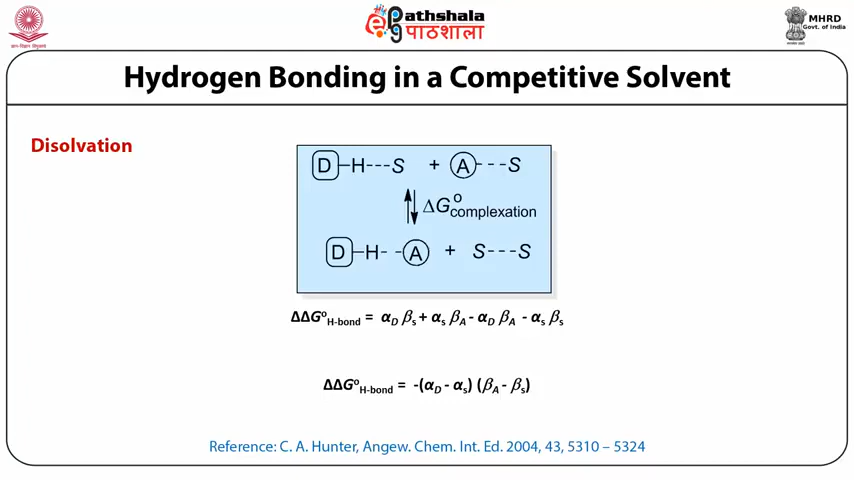 ePathshala
पाठशाला
MHRD
Govt. of India
Hydrogen Bonding in a Competitive Solvent
Disolvation
D–H---S + A---S
ΔG°complexation
D–H--A + S---S
ΔΔG°H-bond = αD βs + αs βA - αD βA - αs βs
ΔΔG°H-bond = -(αD - αs) (βA - βs)
Reference: C. A. Hunter, Angew. Chem. Int. Ed. 2004, 43, 5310 – 5324